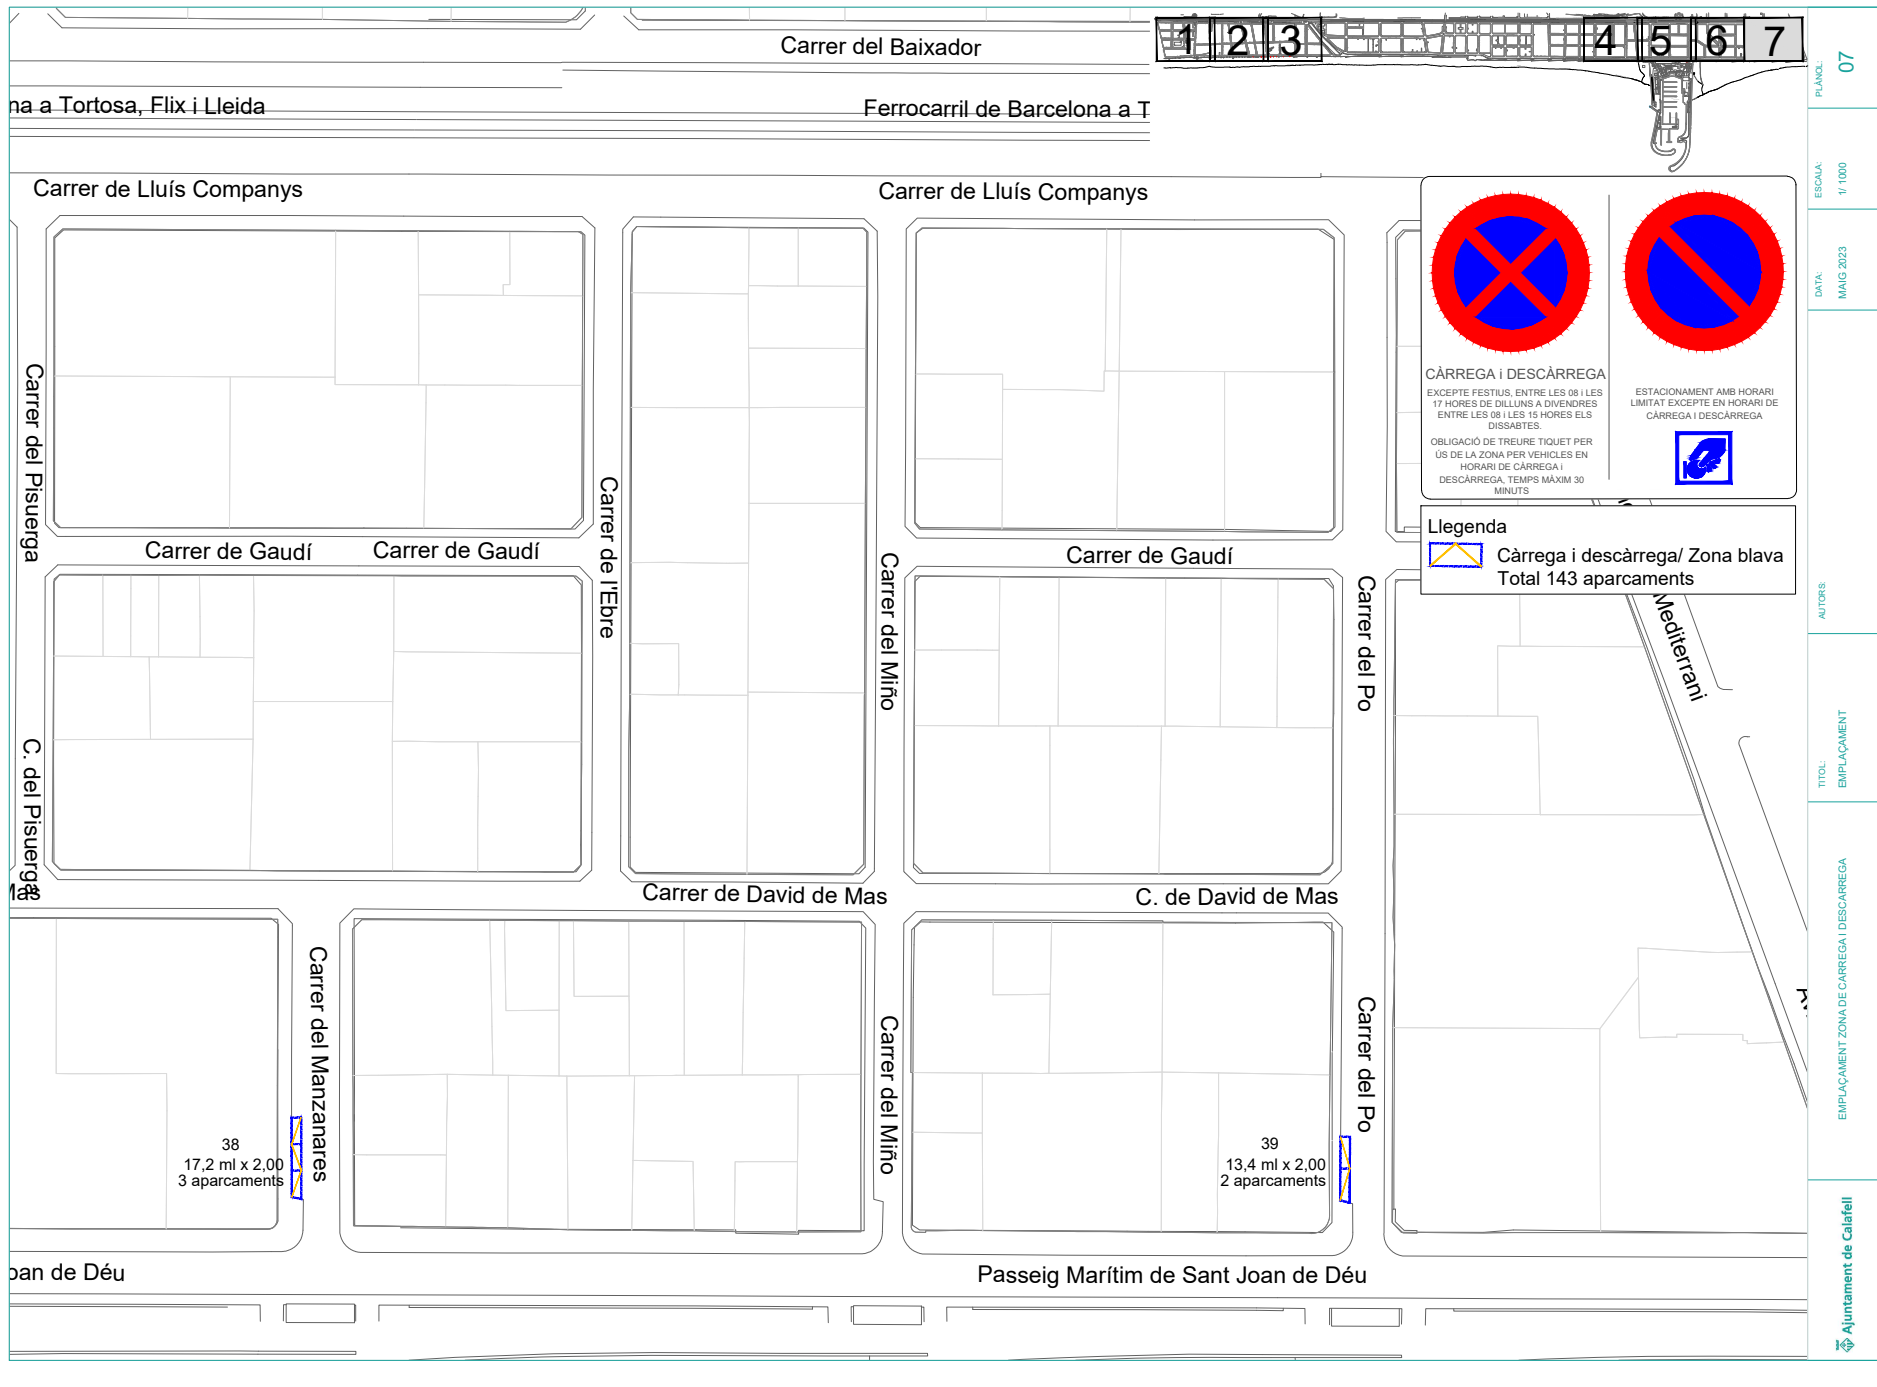 Carrer del Baixador
1 2 3 4 5 6 7
na a Tortosa, Flix i Lleida
Ferrocarril de Barcelona a T
Carrer de Lluís Companys
Carrer de Lluís Companys
CÀRREGA i DESCÀRREGA
EXCEPTE FESTIUS, ENTRE LES 08 i LES
17 HORES DE DILLUNS A DIVENDRES
ENTRE LES 08 i LES 15 HORES ELS
DISSABTES.
OBLIGACIÓ DE TREURE TIQUET PER
ÚS DE LA ZONA PER VEHICLES EN
HORARI DE CÀRREGA i
DESCÀRREGA, TEMPS MÀXIM 30
MINUTS
ESTACIONAMENT AMB HORARI
LIMITAT EXCEPTE EN HORARI DE
CÀRREGA I DESCÀRREGA
Llegenda
Càrrega i descàrrega/ Zona blava
Total 143 aparcaments
Carrer del Pisuerga
Carrer de Gaudí
Carrer de Gaudí
Carrer de l'Ebre
Carrer del Miño
Carrer de Gaudí
Carrer del Po
Mediterrani
C. del Pisuerga
Mas
Carrer de David de Mas
C. de David de Mas
Carrer del Manzanares
Carrer del Miño
Carrer del Po
38
17,2 ml x 2,00
3 aparcaments
39
13,4 ml x 2,00
2 aparcaments
oan de Déu
Passeig Marítim de Sant Joan de Déu
PLÀNOL:
07
ESCALA:
1/ 1000
DATA:
MAIG 2023
AUTORS:
TITOL:
EMPLAÇAMENT
EMPLAÇAMENT ZONA DE CARREGA I DESCARREGA
Ajuntament de Calafell